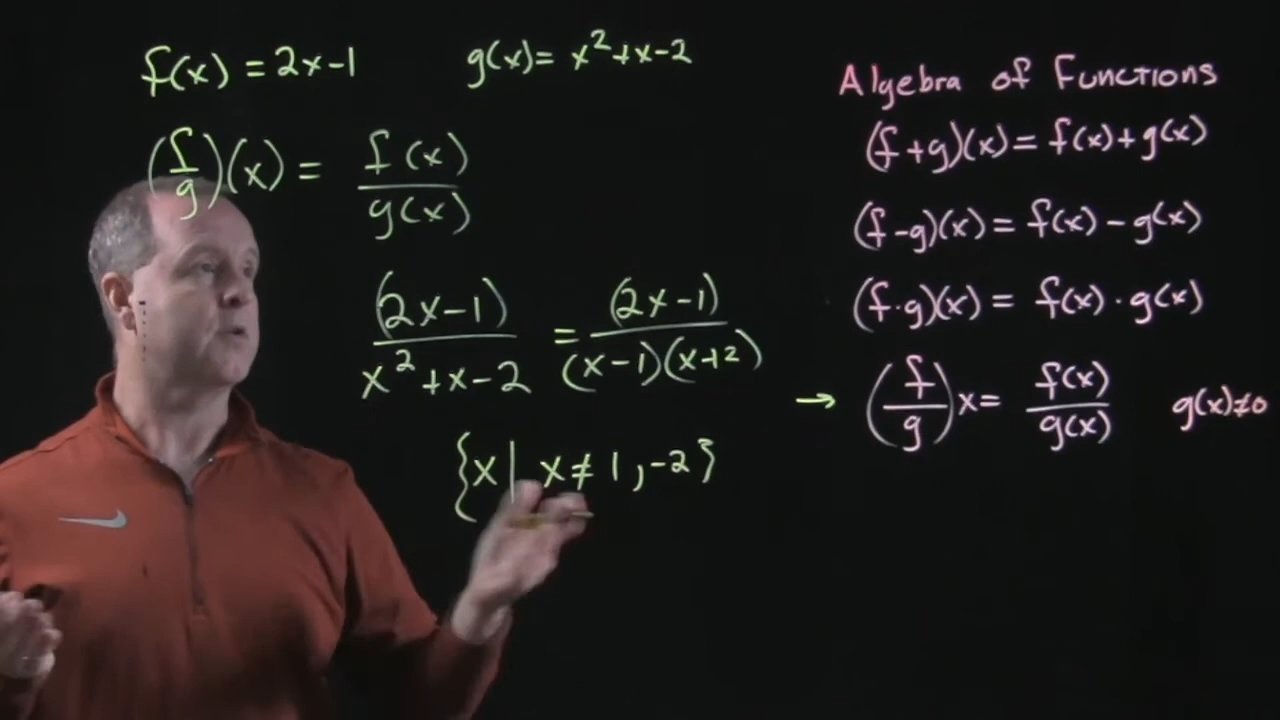 f(x) = 2x-1
g(x)= x²+x-2
(f/g)(x) = f(x)/g(x)
(2x-1)/(x²+x-2) = (2x-1)/((x-1)(x+2))
{x| x≠1,-2}
Algebra of Functions
(f+g)(x)= f(x)+g(x)
(f-g)(x)= f(x)-g(x)
(f·g)(x)= f(x)·g(x)
→ (f/g)x= f(x)/g(x) g(x)≠0